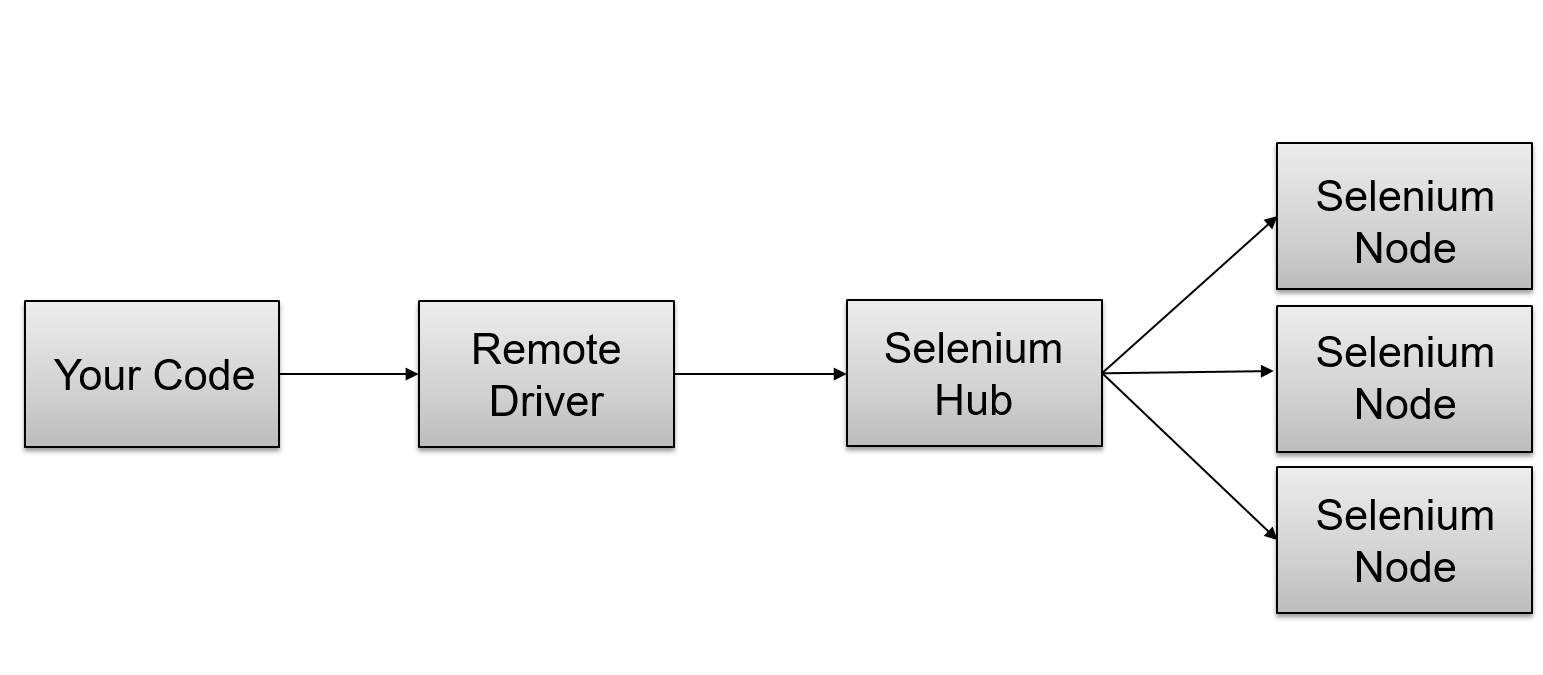 Your Code
Remote
Driver
Selenium
Hub
Selenium
Node
Selenium
Node
Selenium
Node